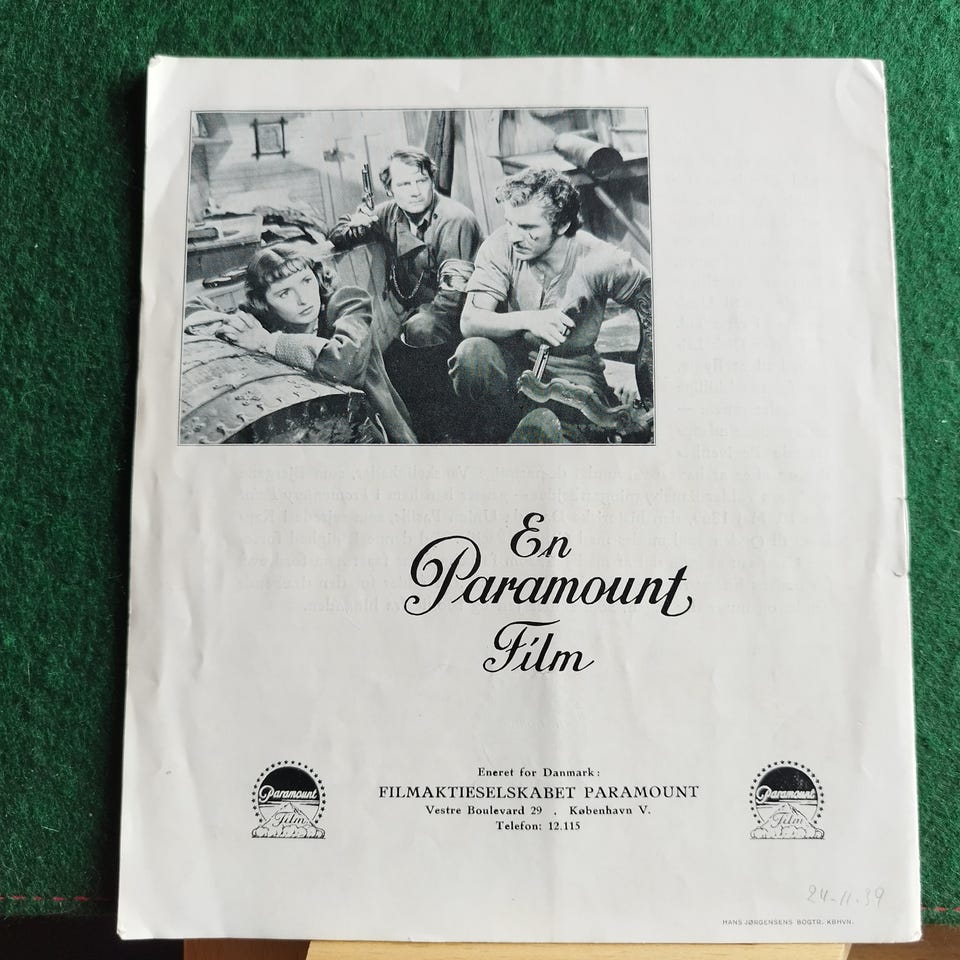 En
Paramount
Film
Eneret for Danmark:
FILMAKTIESELSKABET PARAMOUNT
Vestre Boulevard 29 . København V.
Telefon: 12.115
Paramount
Film
Paramount
Film
24-11-39
HANS JØRGENSENS BOGTR. KBHVN.